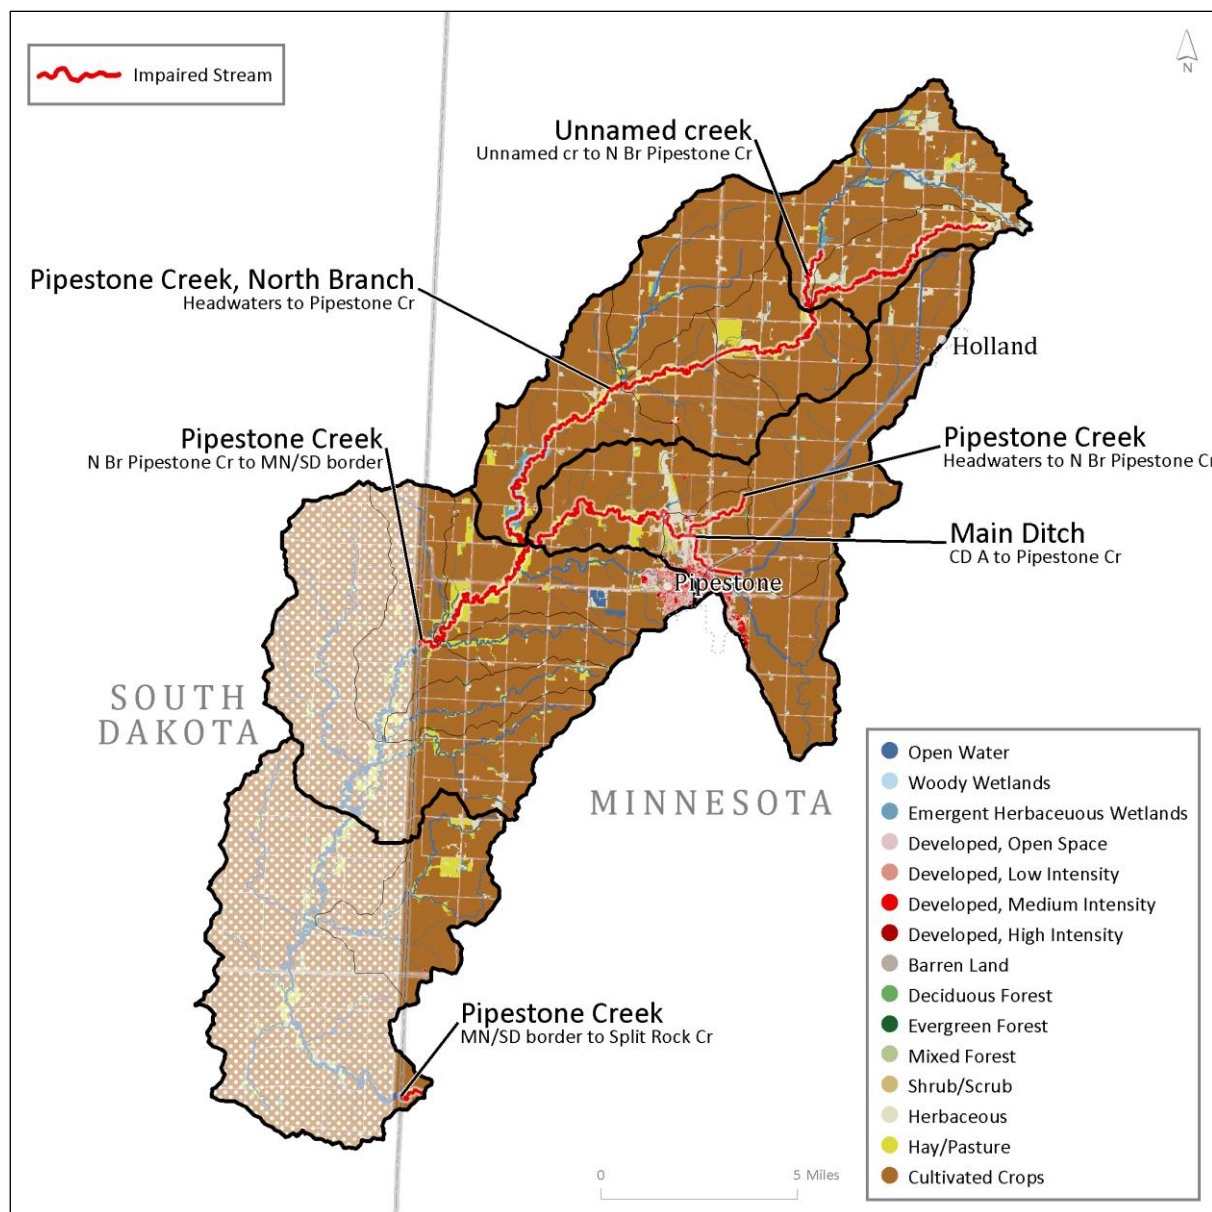 Impaired Stream
N
Unnamed creek
Unnamed cr to N Br Pipestone Cr
Pipestone Creek, North Branch
Headwaters to Pipestone Cr
Holland
Pipestone Creek
N Br Pipestone Cr to MN/SD border
Pipestone Creek
Headwaters to N Br Pipestone Cr
Main Ditch
CD A to Pipestone Cr
Pipestone
SOUTH
DAKOTA
MINNESOTA
Pipestone Creek
MN/SD border to Split Rock Cr
0 5 Miles
Open Water
Woody Wetlands
Emergent Herbaceuous Wetlands
Developed, Open Space
Developed, Low Intensity
Developed, Medium Intensity
Developed, High Intensity
Barren Land
Deciduous Forest
Evergreen Forest
Mixed Forest
Shrub/Scrub
Herbaceous
Hay/Pasture
Cultivated Crops